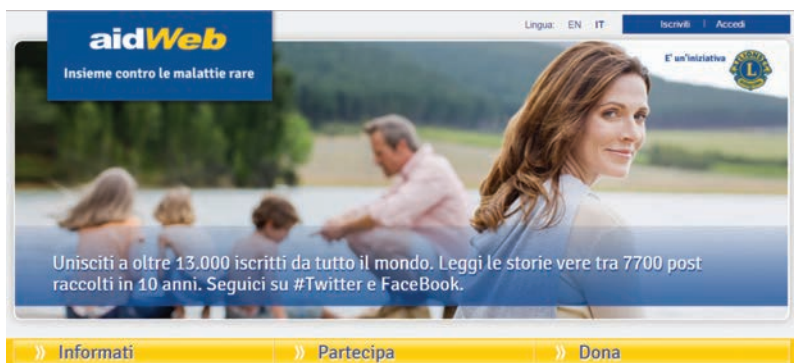 Lingua: EN IT Iscriviti | Accedi
aidWeb
Insieme contro le malattie rare
E' un'iniziativa
Unisciti a oltre 13.000 iscritti da tutto il mondo. Leggi le storie vere tra 7700 post
raccolti in 10 anni. Seguici su #Twitter e FaceBook.
» Informati » Partecipa » Dona